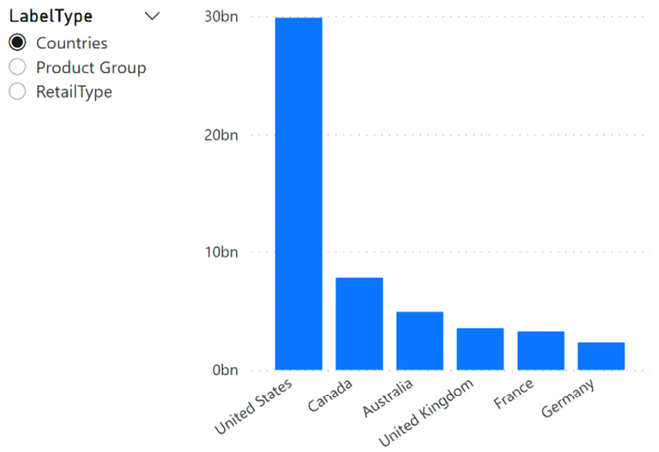 LabelType
Countries
Product Group
RetailType
30bn
20bn
10bn
0bn
United States
Canada
Australia
United Kingdom
France
Germany